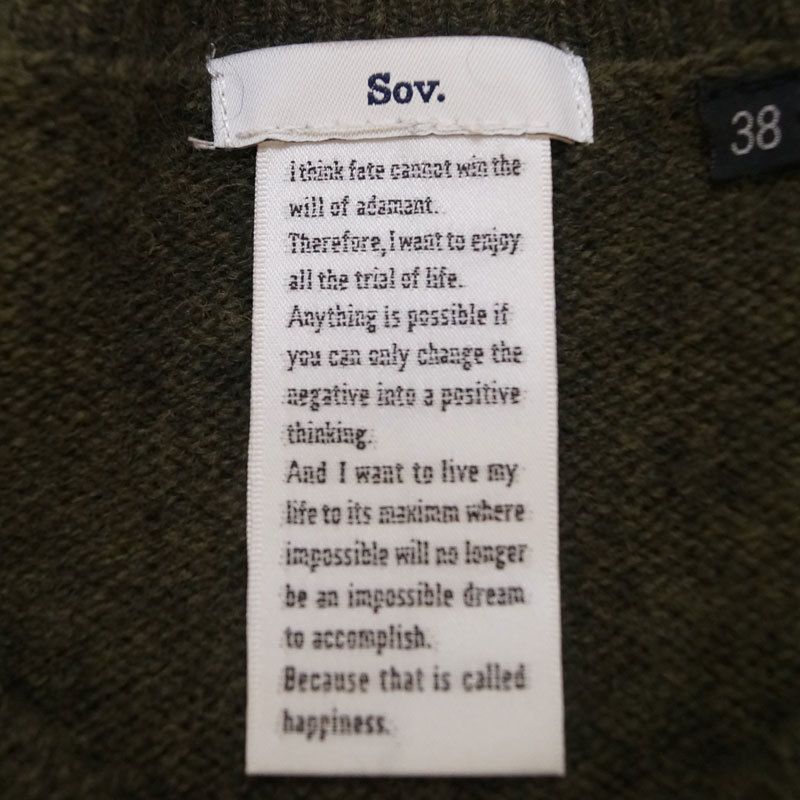 Sov.
38
I think fate cannot win the
will of adamant.
Therefore, I want to enjoy
all the trial of life.
Anything is possible if
you can only change the
negative into a positive
thinking.
And I want to live my
life to its maximm where
impossible will no longer
be an impossible dream
to accomplish.
Because that is called
happiness.